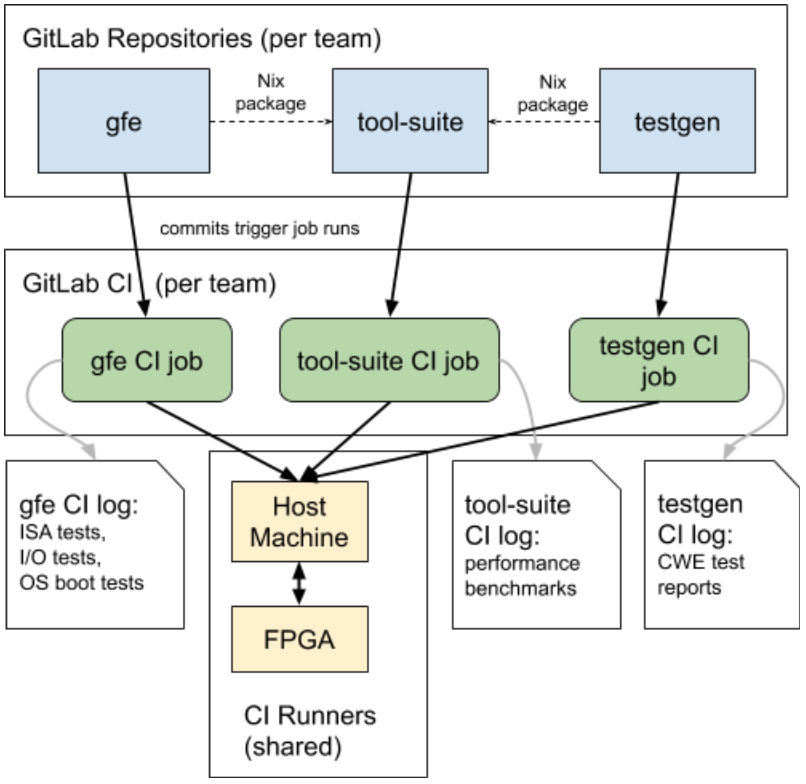 GitLab Repositories (per team)
Nix
package
Nix
package
gfe
tool-suite
testgen
commits trigger job runs
GitLab CI (per team)
gfe CI job
tool-suite CI job
testgen CI
job
gfe CI log:
ISA tests,
I/O tests,
OS boot tests
Host
Machine
FPGA
CI Runners
(shared)
tool-suite
CI log:
performance
benchmarks
testgen
CI log:
CWE test
reports